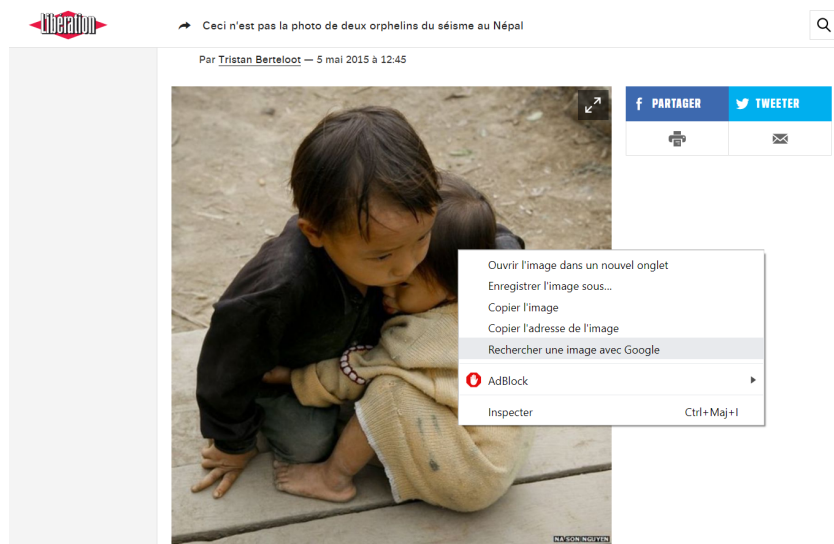 Libération
Ceci n'est pas la photo de deux orphelins du séisme au Népal
Par Tristan Berteloot — 5 mai 2015 à 12:45
PARTAGER
TWEETER
Ouvrir l'image dans un nouvel onglet
Enregistrer l'image sous...
Copier l'image
Copier l'adresse de l'image
Rechercher une image avec Google
AdBlock
Inspecter Ctrl+Maj+I
NA SON NGUYEN